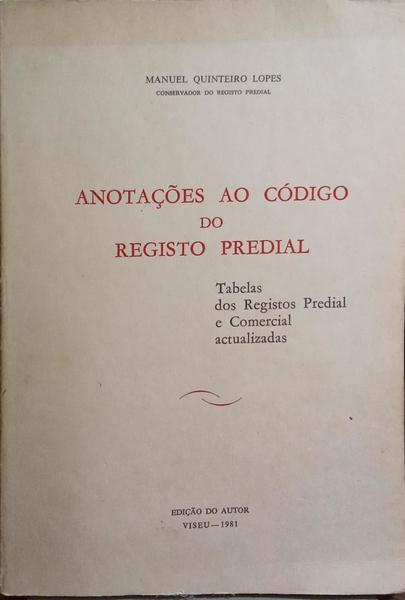 MANUEL QUINTEIRO LOPES
CONSERVADOR DO REGISTO PREDIAL
ANOTAÇÕES AO CÓDIGO
DO
REGISTO PREDIAL
Tabelas
dos Registos Predial
e Comercial
actualizadas
EDIÇÃO DO AUTOR
VISEU — 1981